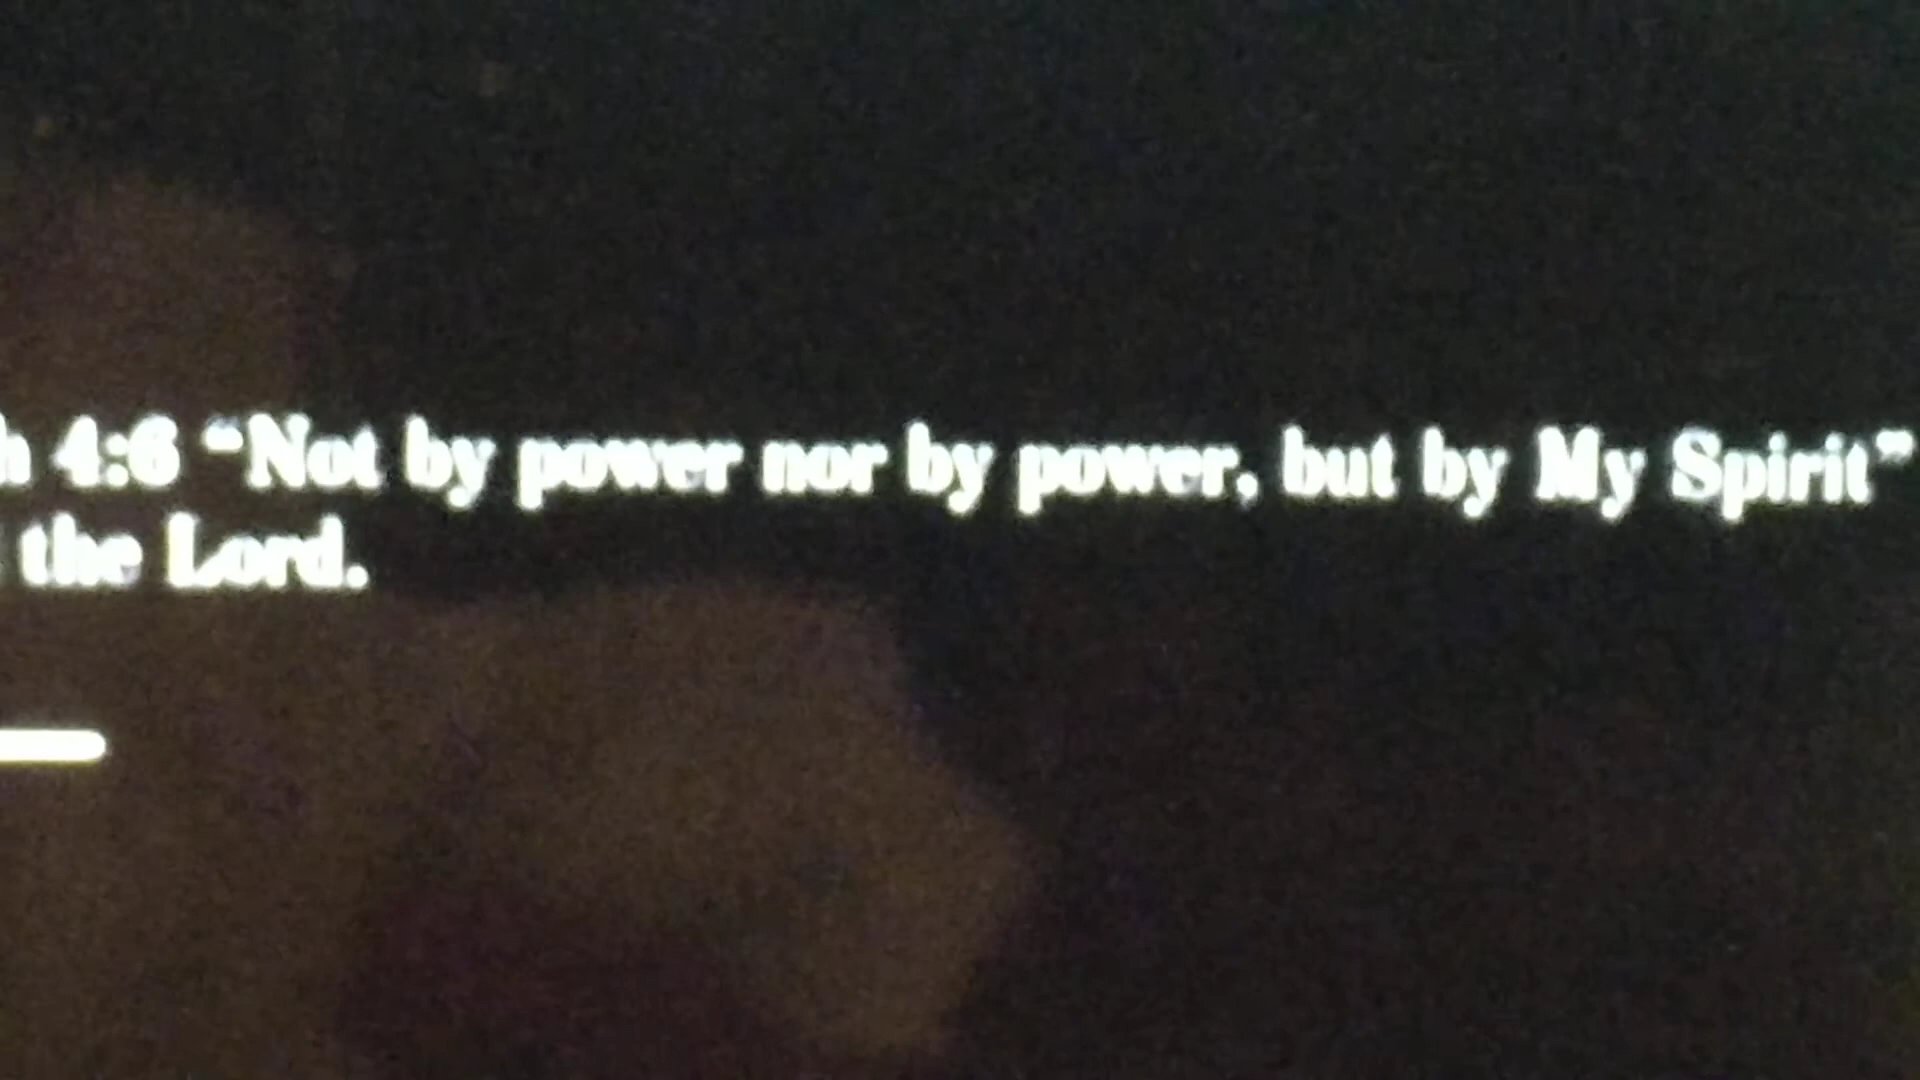 h 4:6 “Not by power nor by power, but by My Spirit”
the Lord.